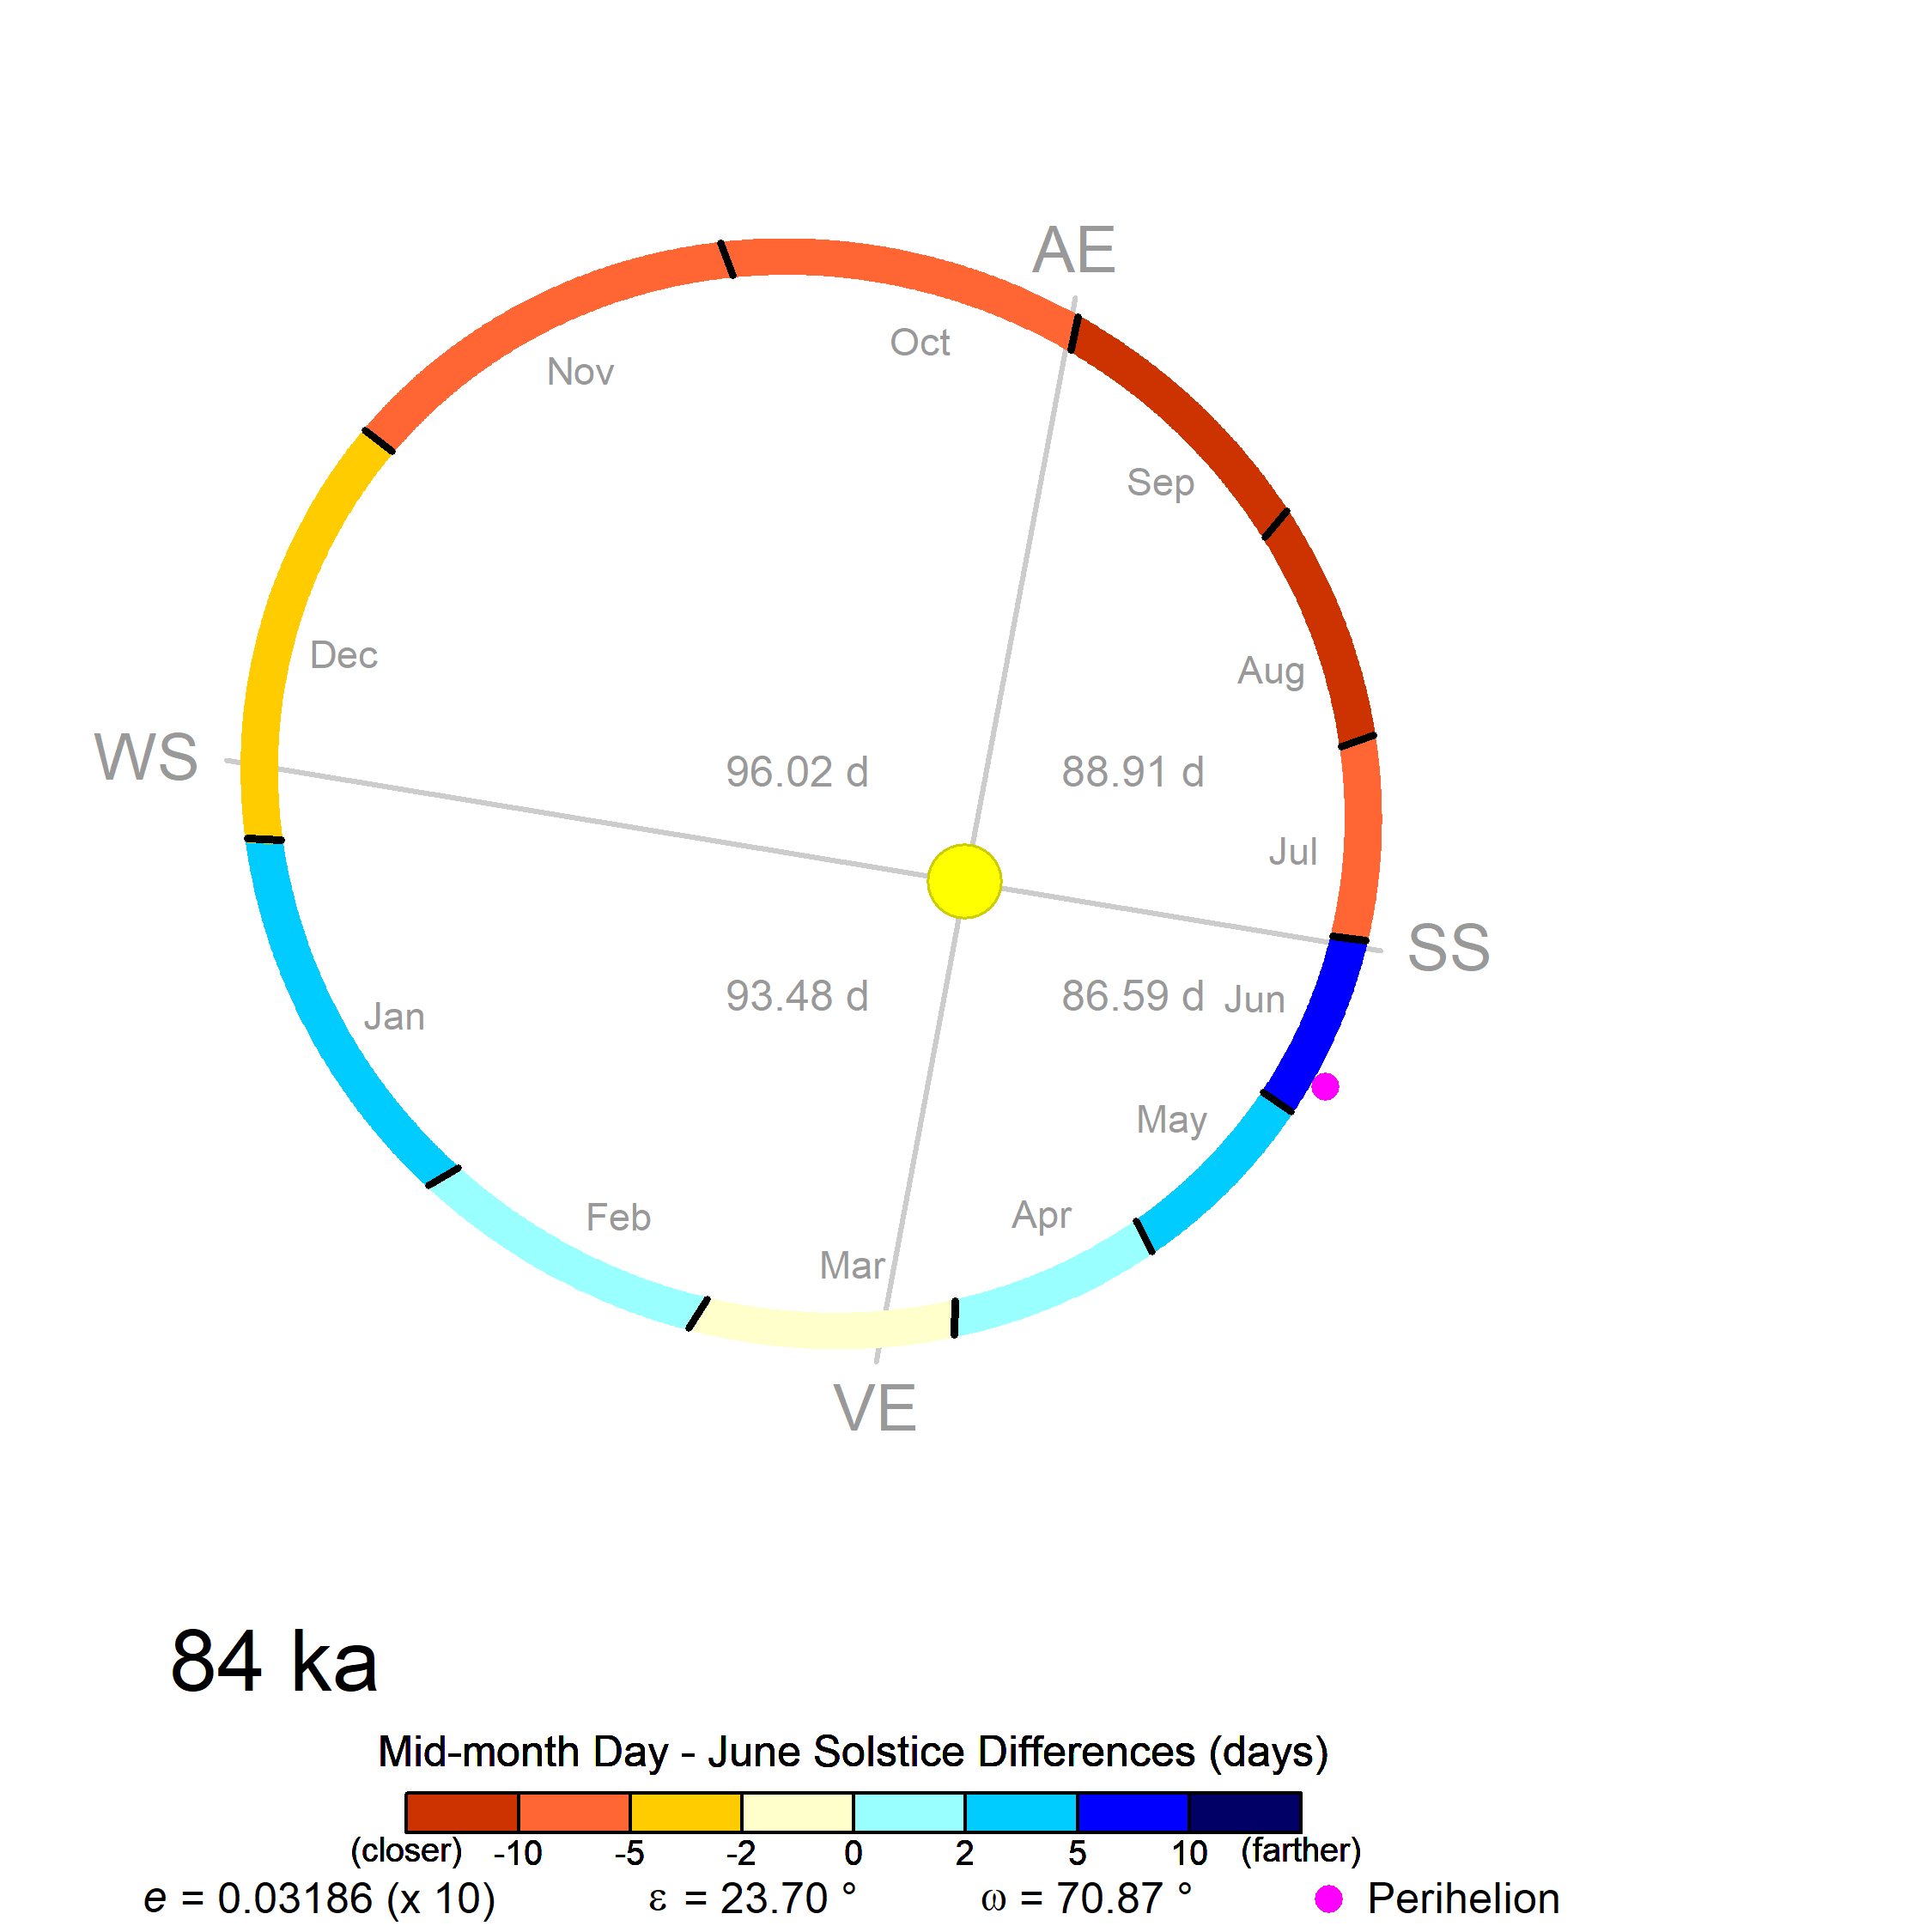 AE
Oct
Nov
Sep
Dec
Aug
WS
96.02 d
88.91 d
Jul
SS
93.48 d
86.59 d
Jun
Jan
May
Feb
Apr
Mar
VE
84 ka
Mid-month Day - June Solstice Differences (days)
(closer) -10 -5 -2 0 2 5 10 (farther)
e = 0.03186 (x 10) ε = 23.70 ° ω = 70.87 ° Perihelion